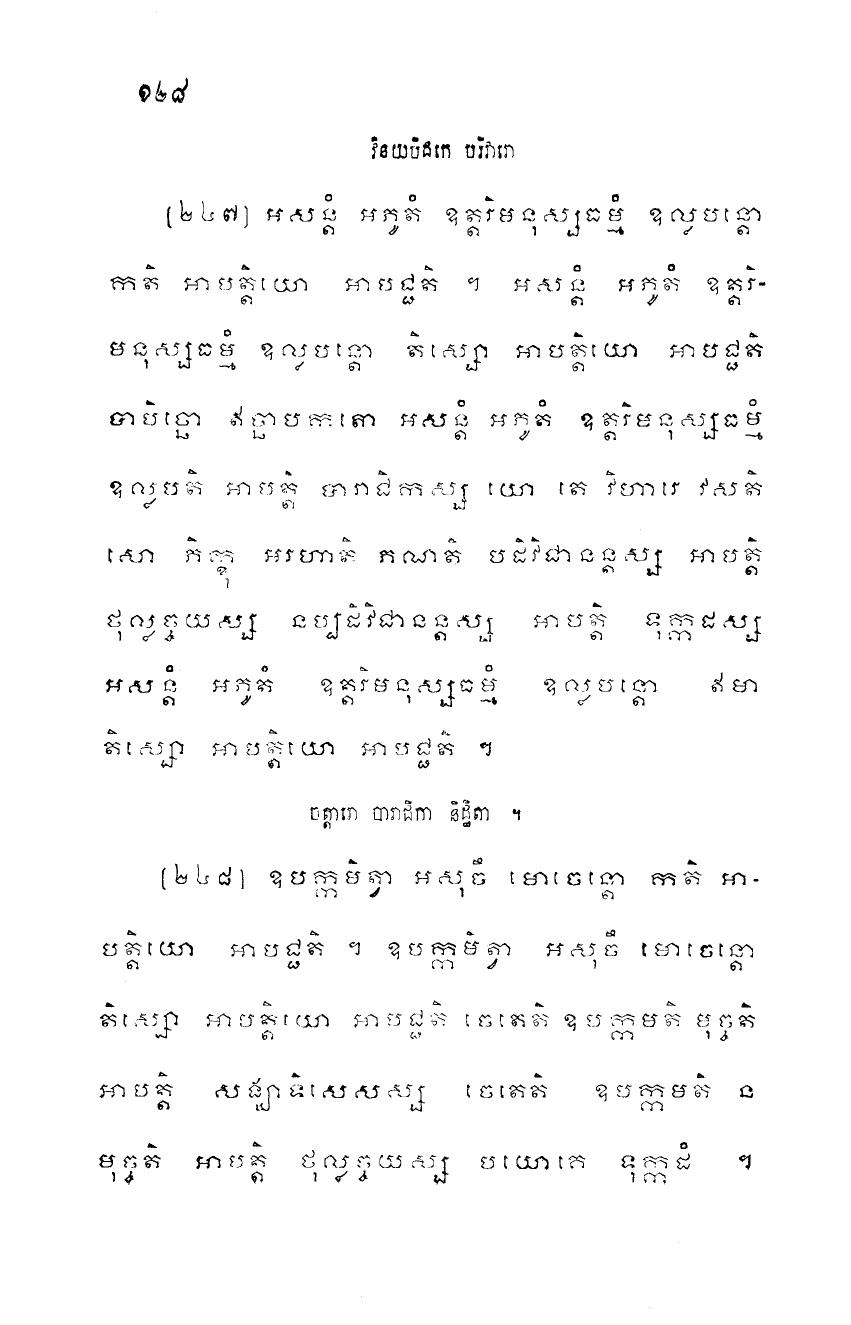 ១២៨
វិនយបិដកេ បរិវារោ
(២៤៧) អសន្តំ អភូតំ ឧត្តរិមនុស្សធម្មំ ឧល្លបន្តោ
កតិ អាបត្តិយោ អាបជ្ជតិ ។ អសន្តំ អភូតំ ឧត្តរិ-
មនុស្សធម្មំ ឧល្លបន្តោ តិស្សោ អាបត្តិយោ អាបជ្ជតិ
បាបិច្ឆោ ឥច្ឆាបកតោ អសន្តំ អភូតំ ឧត្តរិមនុស្សធម្មំ
ឧល្លបតិ អាបត្តិ បារាជិកស្ស យោ តេ វិហារេ វសតិ
សោ ភិក្ខុ អរហាតិ ភណតិ បដិវិជានន្តស្ស អាបត្តិ
ថុល្លច្ចយស្ស នប្បដិវិជានន្តស្ស អាបត្តិ ទុក្កដស្ស
អសន្តំ អភូតំ ឧត្តរិមនុស្សធម្មំ ឧល្លបន្តោ ឥមា
តិស្សោ អាបត្តិយោ អាបជ្ជតិ ។
ចត្តារោ បារាជិកា និដ្ឋិតា ។
(២៤៨) ឧបក្កមិត្វា អសុចឹ មោចេន្តោ កតិ អា-
បត្តិយោ អាបជ្ជតិ ។ ឧបក្កមិត្វា អសុចឹ មោចេន្តោ
តិស្សោ អាបត្តិយោ អាបជ្ជតិ ចេតេតិ ឧបក្កមតិ មុច្ចតិ
អាបត្តិ សង្ឃាទិសេសស្ស ចេតេតិ ឧបក្កមតិ ន
មុច្ចតិ អាបត្តិ ថុល្លច្ចយស្ស បយោគេ ទុក្កដំ ។